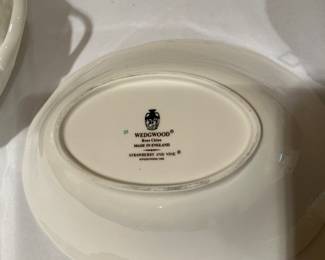 WEDGWOOD®
Bone China
MADE IN ENGLAND
STRAWBERRY AND VINE ®